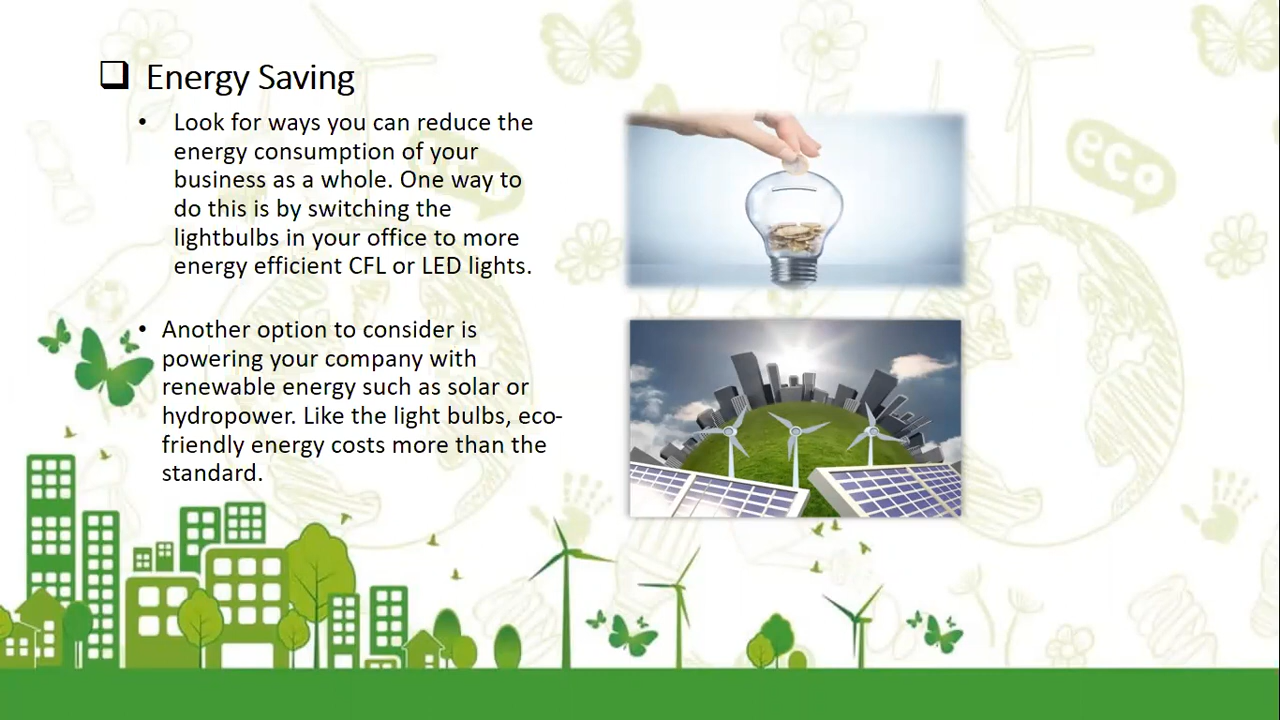 Energy Saving
• Look for ways you can reduce the
energy consumption of your
business as a whole. One way to
do this is by switching the
lightbulbs in your office to more
energy efficient CFL or LED lights.
• Another option to consider is
powering your company with
renewable energy such as solar or
hydropower. Like the light bulbs, eco-
friendly energy costs more than the
standard.
eco